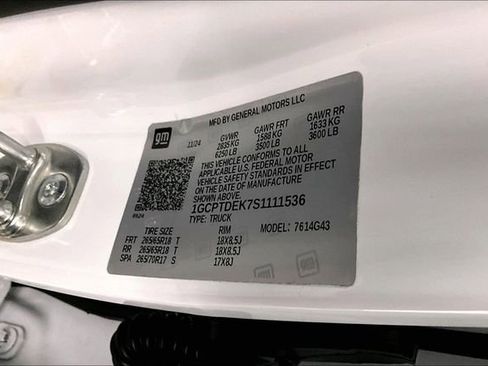 MFD BY GENERAL MOTORS LLC
gm
11/24
GVWR GAWR FRT GAWR RR
2835 KG 1588 KG 1633 KG
6250 LB 3500 LB 3600 LB
THIS VEHICLE CONFORMS TO ALL
APPLICABLE U.S. FEDERAL MOTOR
VEHICLE SAFETY STANDARDS IN EFFECT
ON THE DATE OF MANUFACTURE
SHOWN ABOVE.
1GCPTDEK7S1111536
TYPE: TRUCK
MODEL: 7614G43
TIRE SIZE RIM
FRT 265/65R18 T 18X8.5J
RR 265/65R18 T 18X8.5J
SPA 265/70R17 S 17X8J
gm gm